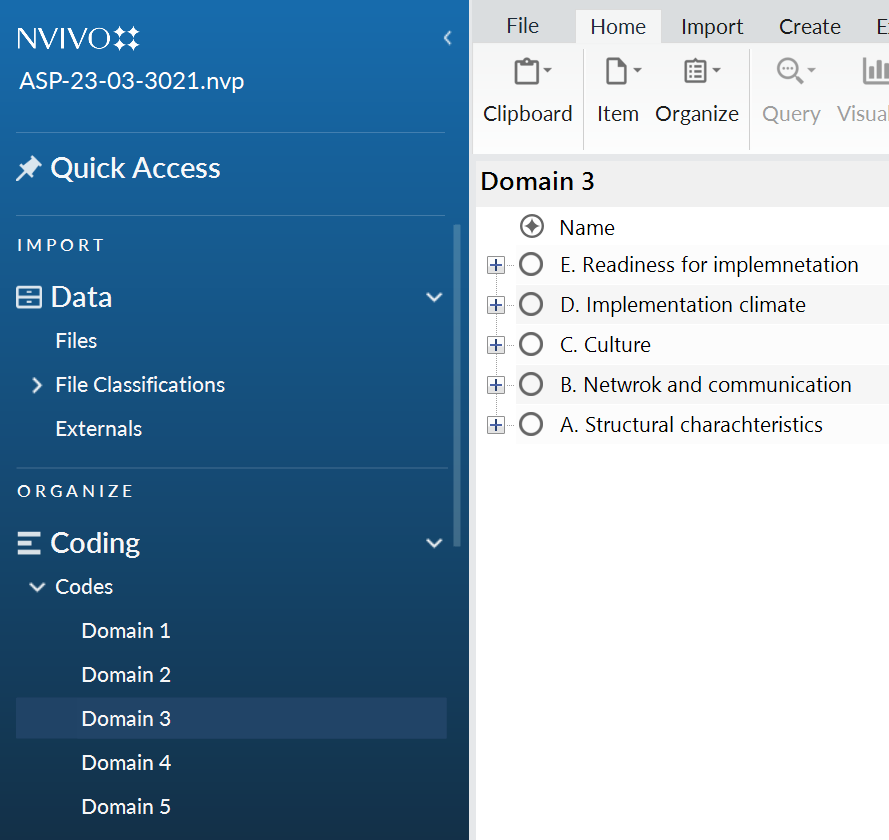 NVIVO
ASP-23-03-3021.nvp
Quick Access
IMPORT
Data
Files
File Classifications
Externals
ORGANIZE
Coding
Codes
Domain 1
Domain 2
Domain 3
Domain 4
Domain 5
File Home Import Create
Clipboard Item Organize Query Visual
Domain 3
Name
E. Readiness for implemnetation
D. Implementation climate
C. Culture
B. Netwrok and communication
A. Structural charachteristics